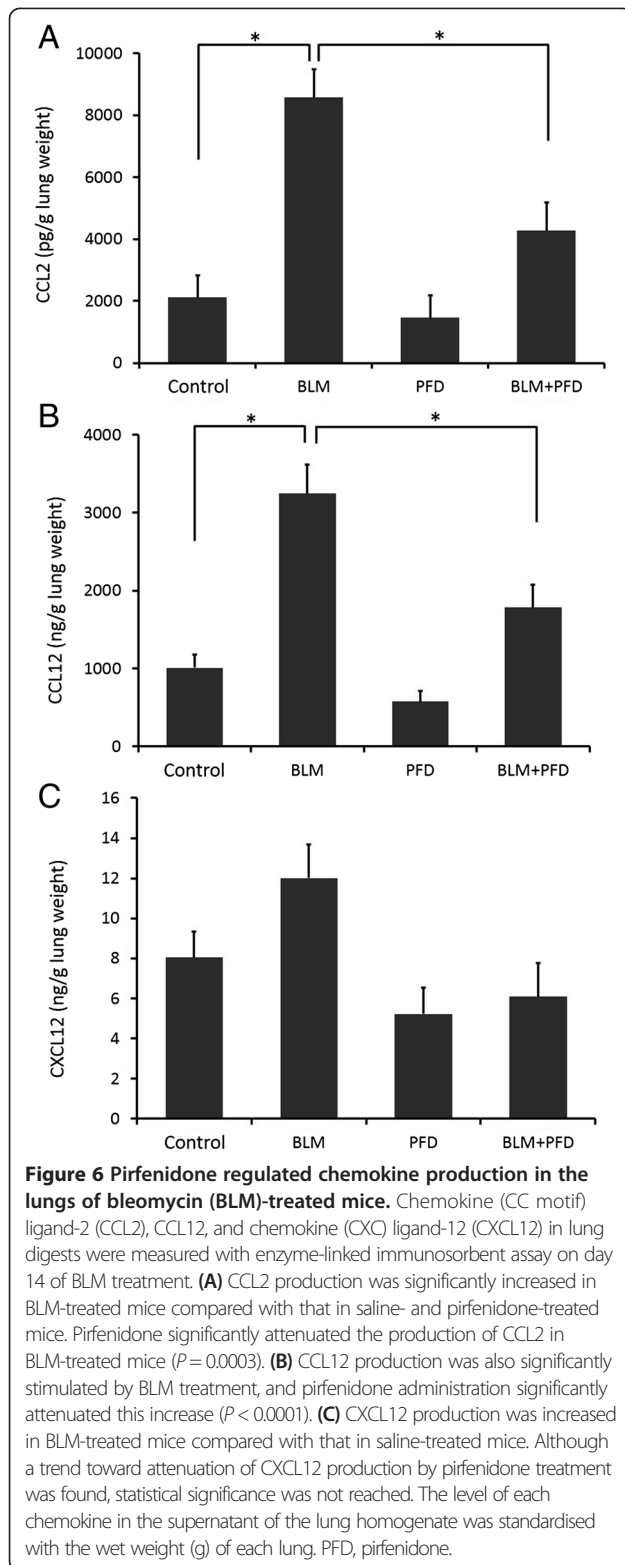 A
* *
CCL2 (pg/g lung weight)
10000
8000
6000
4000
2000
0
Control BLM PFD BLM+PFD
B
* *
CCL12 (ng/g lung weight)
4000
3000
2000
1000
0
Control BLM PFD BLM+PFD
C
CXCL12 (ng/g lung weight)
16
14
12
10
8
6
4
2
0
Control BLM PFD BLM+PFD
Figure 6 Pirfenidone regulated chemokine production in the
lungs of bleomycin (BLM)-treated mice. Chemokine (CC motif)
ligand-2 (CCL2), CCL12, and chemokine (CXC) ligand-12 (CXCL12) in lung
digests were measured with enzyme-linked immunosorbent assay on day
14 of BLM treatment. (A) CCL2 production was significantly increased in
BLM-treated mice compared with that in saline- and pirfenidone-treated
mice. Pirfenidone significantly attenuated the production of CCL2 in
BLM-treated mice (P = 0.0003). (B) CCL12 production was also significantly
stimulated by BLM treatment, and pirfenidone administration significantly
attenuated this increase (P < 0.0001). (C) CXCL12 production was increased
in BLM-treated mice compared with that in saline-treated mice. Although
a trend toward attenuation of CXCL12 production by pirfenidone treatment
was found, statistical significance was not reached. The level of each
chemokine in the supernatant of the lung homogenate was standardised
with the wet weight (g) of each lung. PFD, pirfenidone.